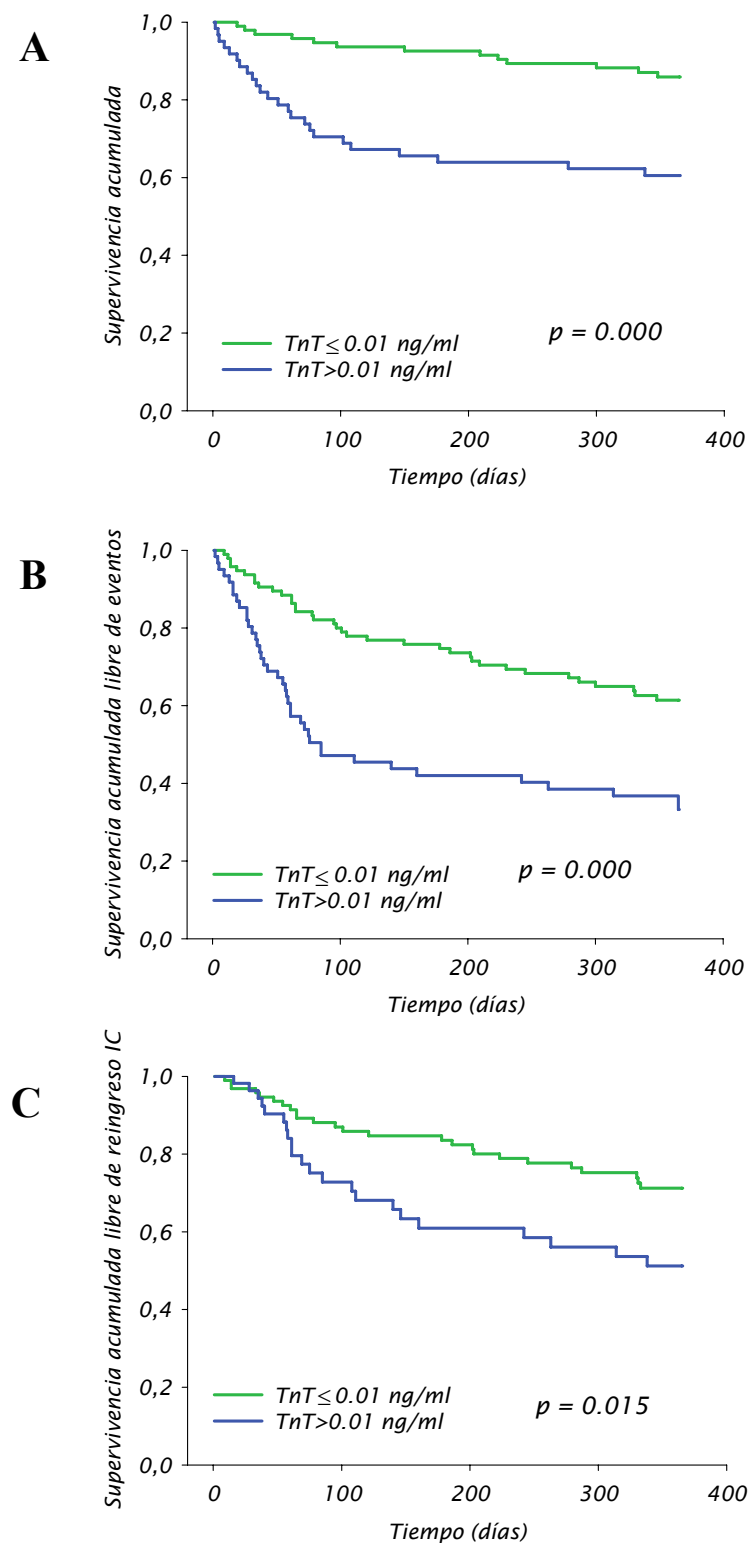 A
Supervivencia acumulada
1,0
0,8
0,6
0,4
0,2
0,0
TnT≤0.01 ng/ml
TnT>0.01 ng/ml
p = 0.000
0 100 200 300 400
Tiempo (días)
B
Supervivencia acumulada libre de eventos
1,0
0,8
0,6
0,4
0,2
0,0
TnT≤0.01 ng/ml
TnT>0.01 ng/ml
p = 0.000
0 100 200 300 400
Tiempo (días)
C
Supervivencia acumulada libre de reingreso IC
1,0
0,8
0,6
0,4
0,2
0,0
TnT≤0.01 ng/ml
TnT>0.01 ng/ml
p = 0.015
0 100 200 300 400
Tiempo (días)